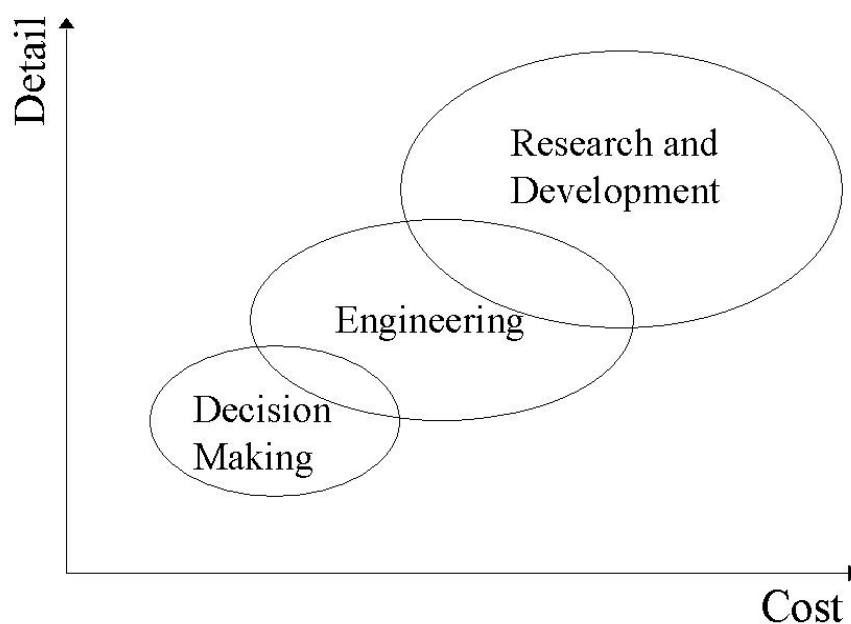 Detail
Research and
Development
Engineering
Decision
Making
Cost